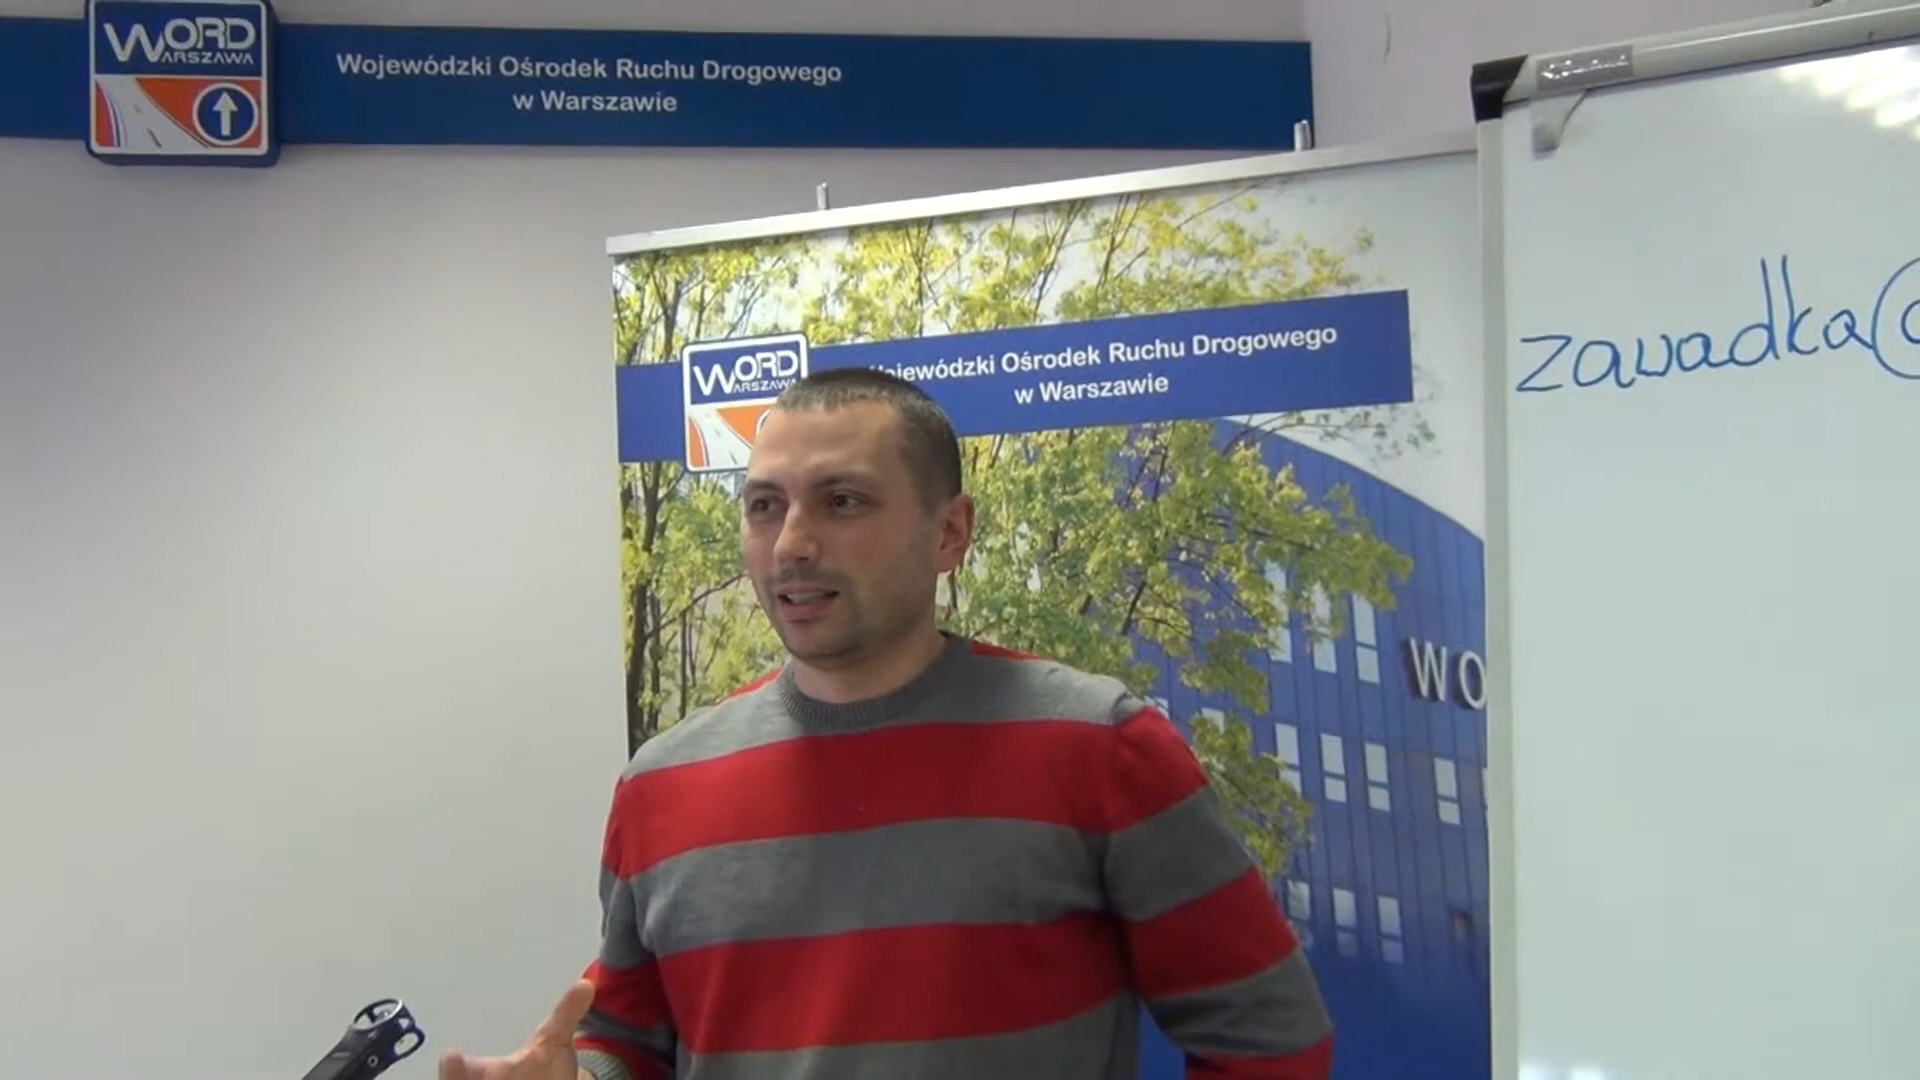 WORD
WARSZAWA
Wojewódzki Ośrodek Ruchu Drogowego
w Warszawie
WORD
WARSZAWA
Wojewódzki Ośrodek Ruchu Drogowego
w Warszawie
zawadka@
WO